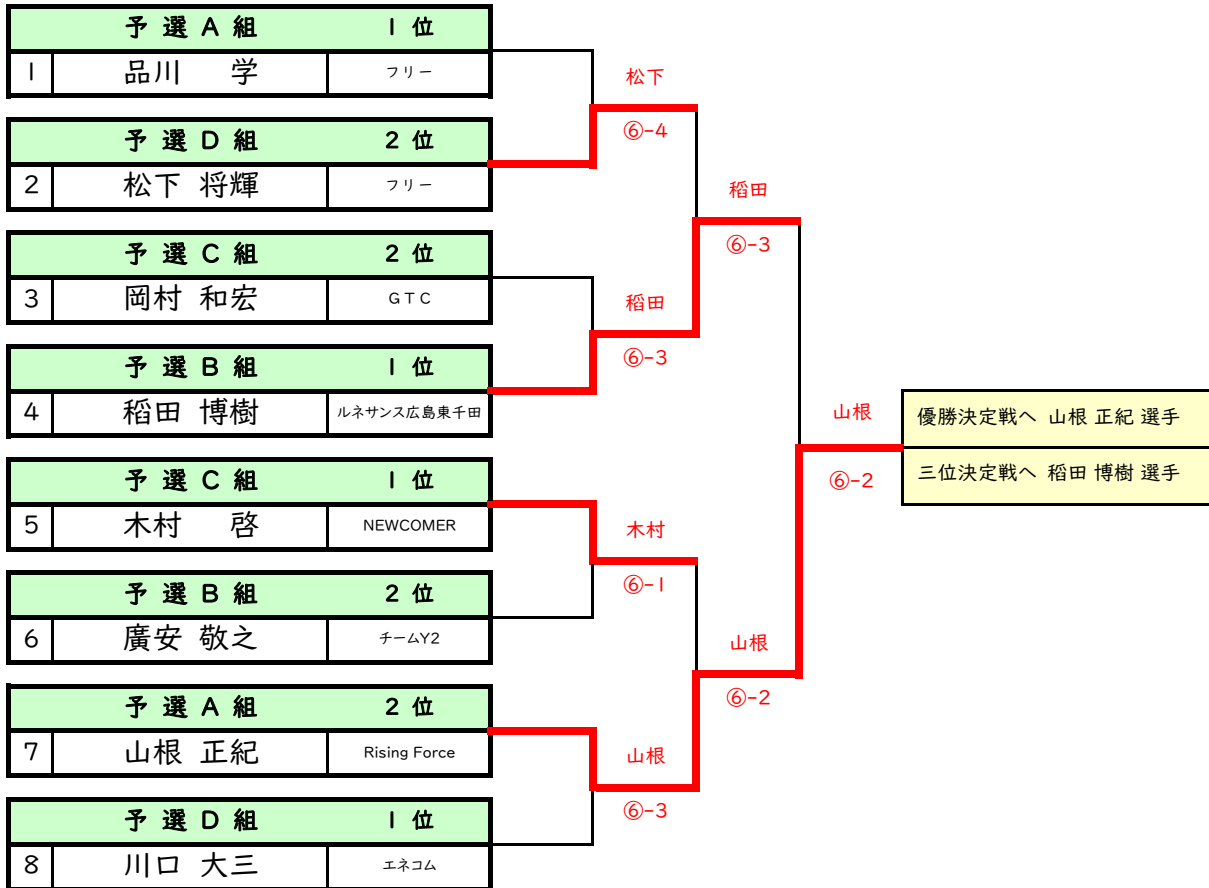 予選A組 1位
1 品川 学 フリー
予選D組 2位
2 松下 将輝 フリー
予選C組 2位
3 岡村 和宏 GTC
予選B組 1位
4 稲田 博樹 ルネサンス広島東千田
予選C組 1位
5 木村 啓 NEWCOMER
予選B組 2位
6 廣安 敬之 チームY2
予選A組 2位
7 山根 正紀 Rising Force
予選D組 1位
8 川口 大三 エネコム
松下
⑥-4
稲田
⑥-3
木村
⑥-1
山根
⑥-3
稲田
⑥-3
山根
⑥-2
山根
⑥-2
優勝決定戦へ 山根 正紀 選手
三位決定戦へ 稲田 博樹 選手